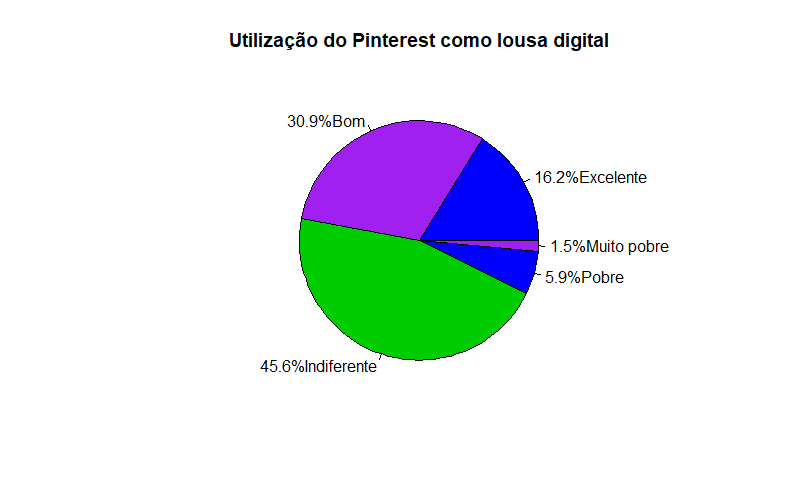 Utilização do Pinterest como lousa digital
30.9%Bom
16.2%Excelente
1.5%Muito pobre
5.9%Pobre
45.6%Indiferente